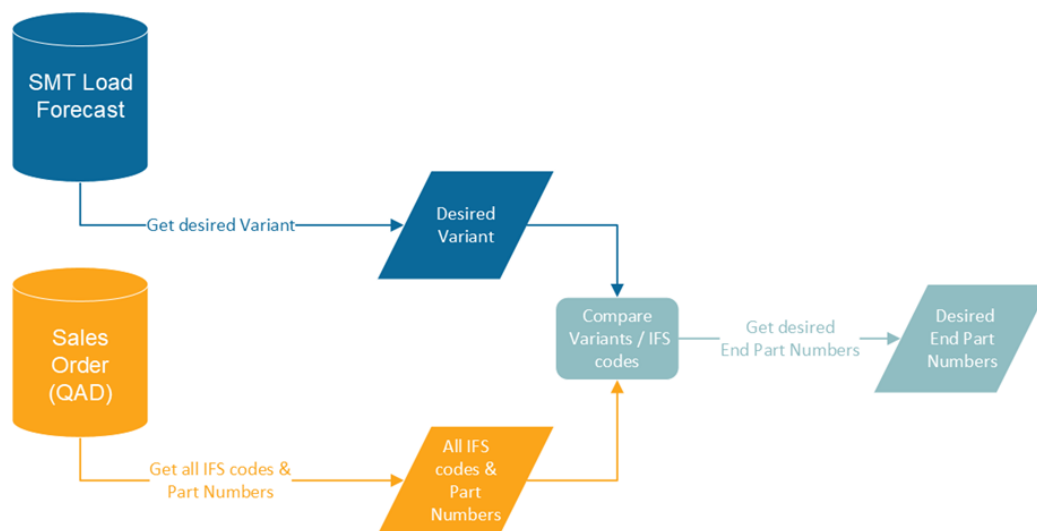 SMT Load
Forecast
Get desired Variant
Desired
Variant
Sales
Order
(QAD)
Compare
Variants / IFS
codes
Get desired
End Part Numbers
Desired
End Part
Numbers
Get all IFS codes &
Part Numbers
All IFS
codes &
Part
Numbers